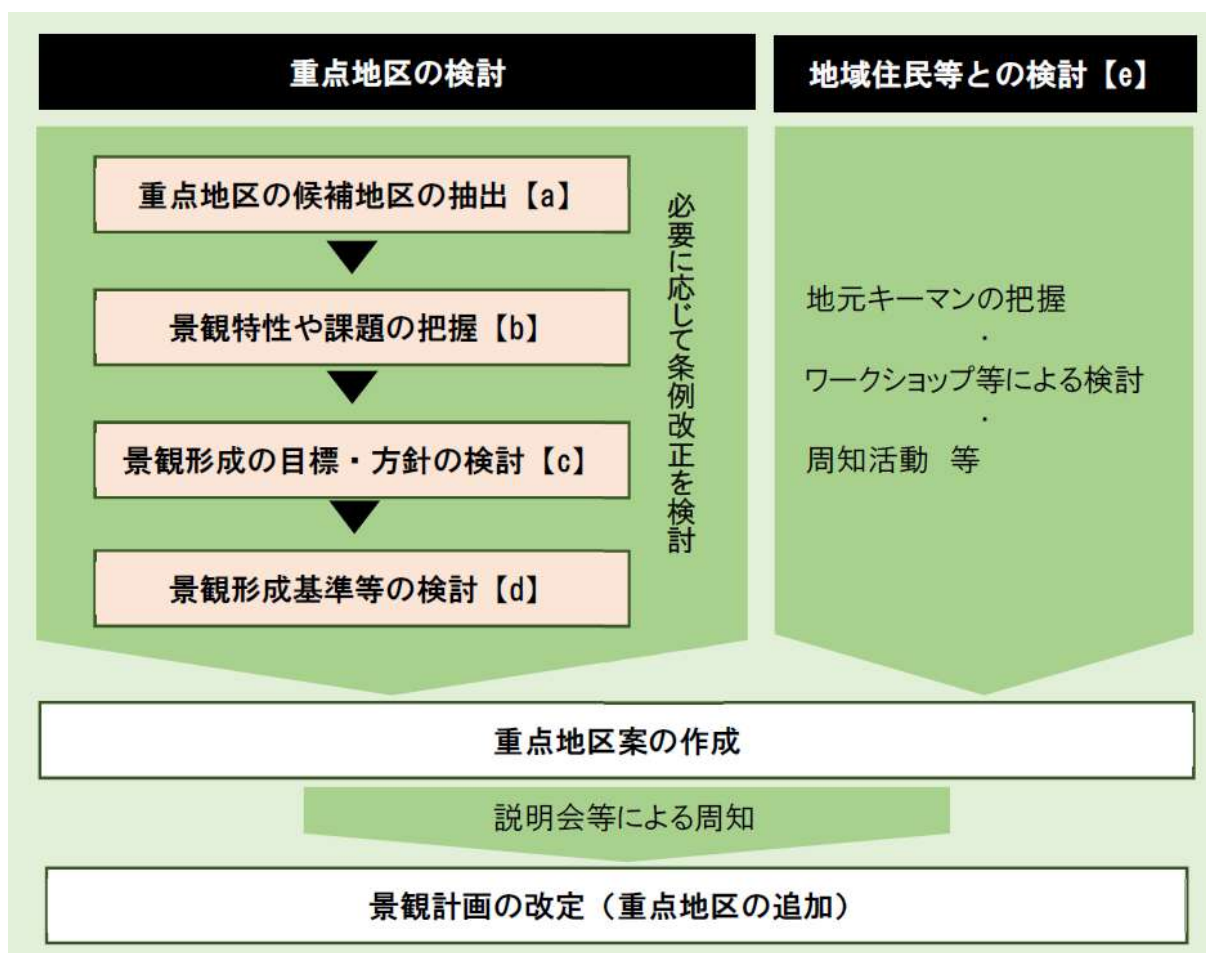 重点地区の検討
重点地区の候補地区の抽出【a】
景観特性や課題の把握【b】
景観形成の目標・方針の検討【c】
景観形成基準等の検討【d】
必要に応じて条例改正を検討
地域住民等との検討【e】
地元キーマンの把握
・
ワークショップ等による検討
・
周知活動 等
重点地区案の作成
説明会等による周知
景観計画の改定（重点地区の追加）